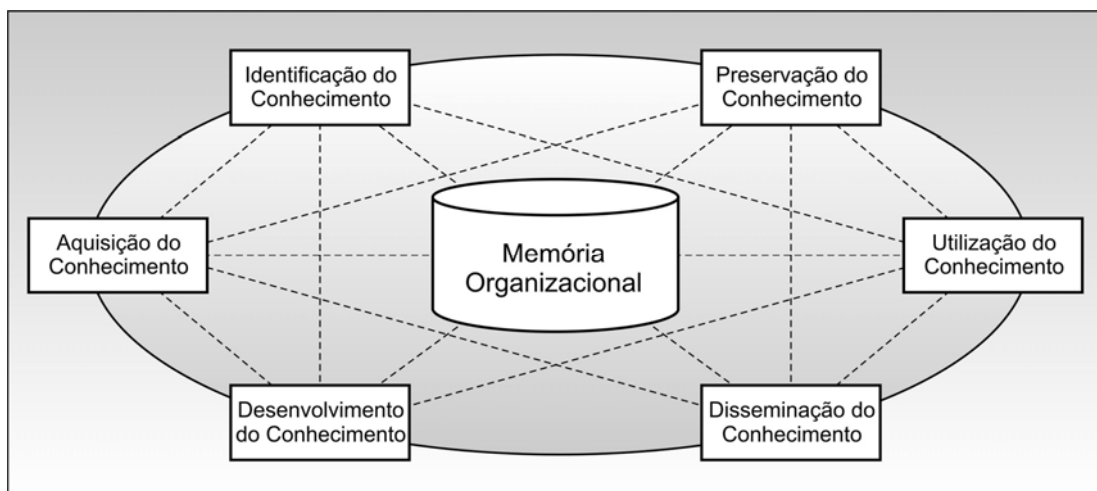 Identificação do
Conhecimento
Preservação do
Conhecimento
Aquisição do
Conhecimento
Memória
Organizacional
Utilização do
Conhecimento
Desenvolvimento
do Conhecimento
Disseminação do
Conhecimento